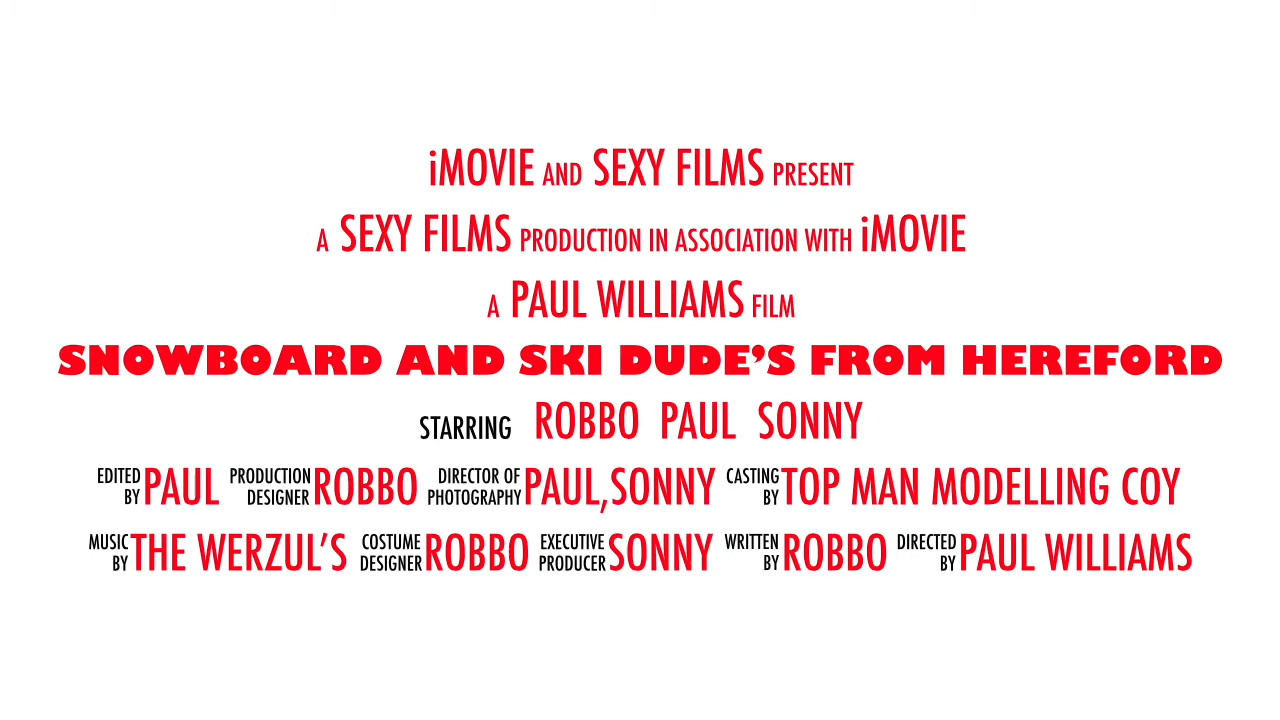 iMOVIE AND SEXY FILMS PRESENT
A SEXY FILMS PRODUCTION IN ASSOCIATION WITH iMOVIE
A PAUL WILLIAMS FILM
SNOWBOARD AND SKI DUDE'S FROM HEREFORD
STARRING ROBBO PAUL SONNY
EDITED BY PAUL PRODUCTION DESIGNER ROBBO DIRECTOR OF PHOTOGRAPHY PAUL,SONNY CASTING BY TOP MAN MODELLING COY
MUSIC BY THE WERZUL'S COSTUME DESIGNER ROBBO EXECUTIVE PRODUCER SONNY WRITTEN BY ROBBO DIRECTED BY PAUL WILLIAMS